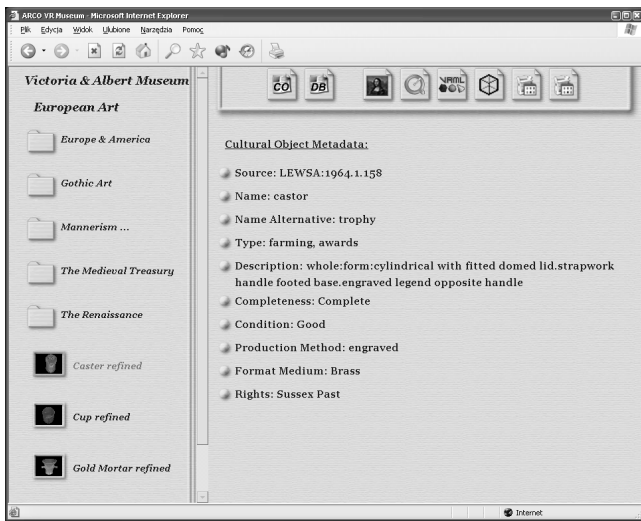 ARCO VR Museum - Microsoft Internet Explorer
Plik Edycja Widok Ulubione Narzędzia Pomoc
Victoria & Albert Museum
European Art
Europe & America
Gothic Art
Mannerism ...
The Medieval Treasury
The Renaissance
Caster refined
Cup refined
Gold Mortar refined
CO DB VRML
Cultural Object Metadata:
Source: LEWSA:1964.1.158
Name: castor
Name Alternative: trophy
Type: farming, awards
Description: whole:form:cylindrical with fitted domed lid.strapwork
handle footed base.engraved legend opposite handle
Completeness: Complete
Condition: Good
Production Method: engraved
Format Medium: Brass
Rights: Sussex Past
Internet